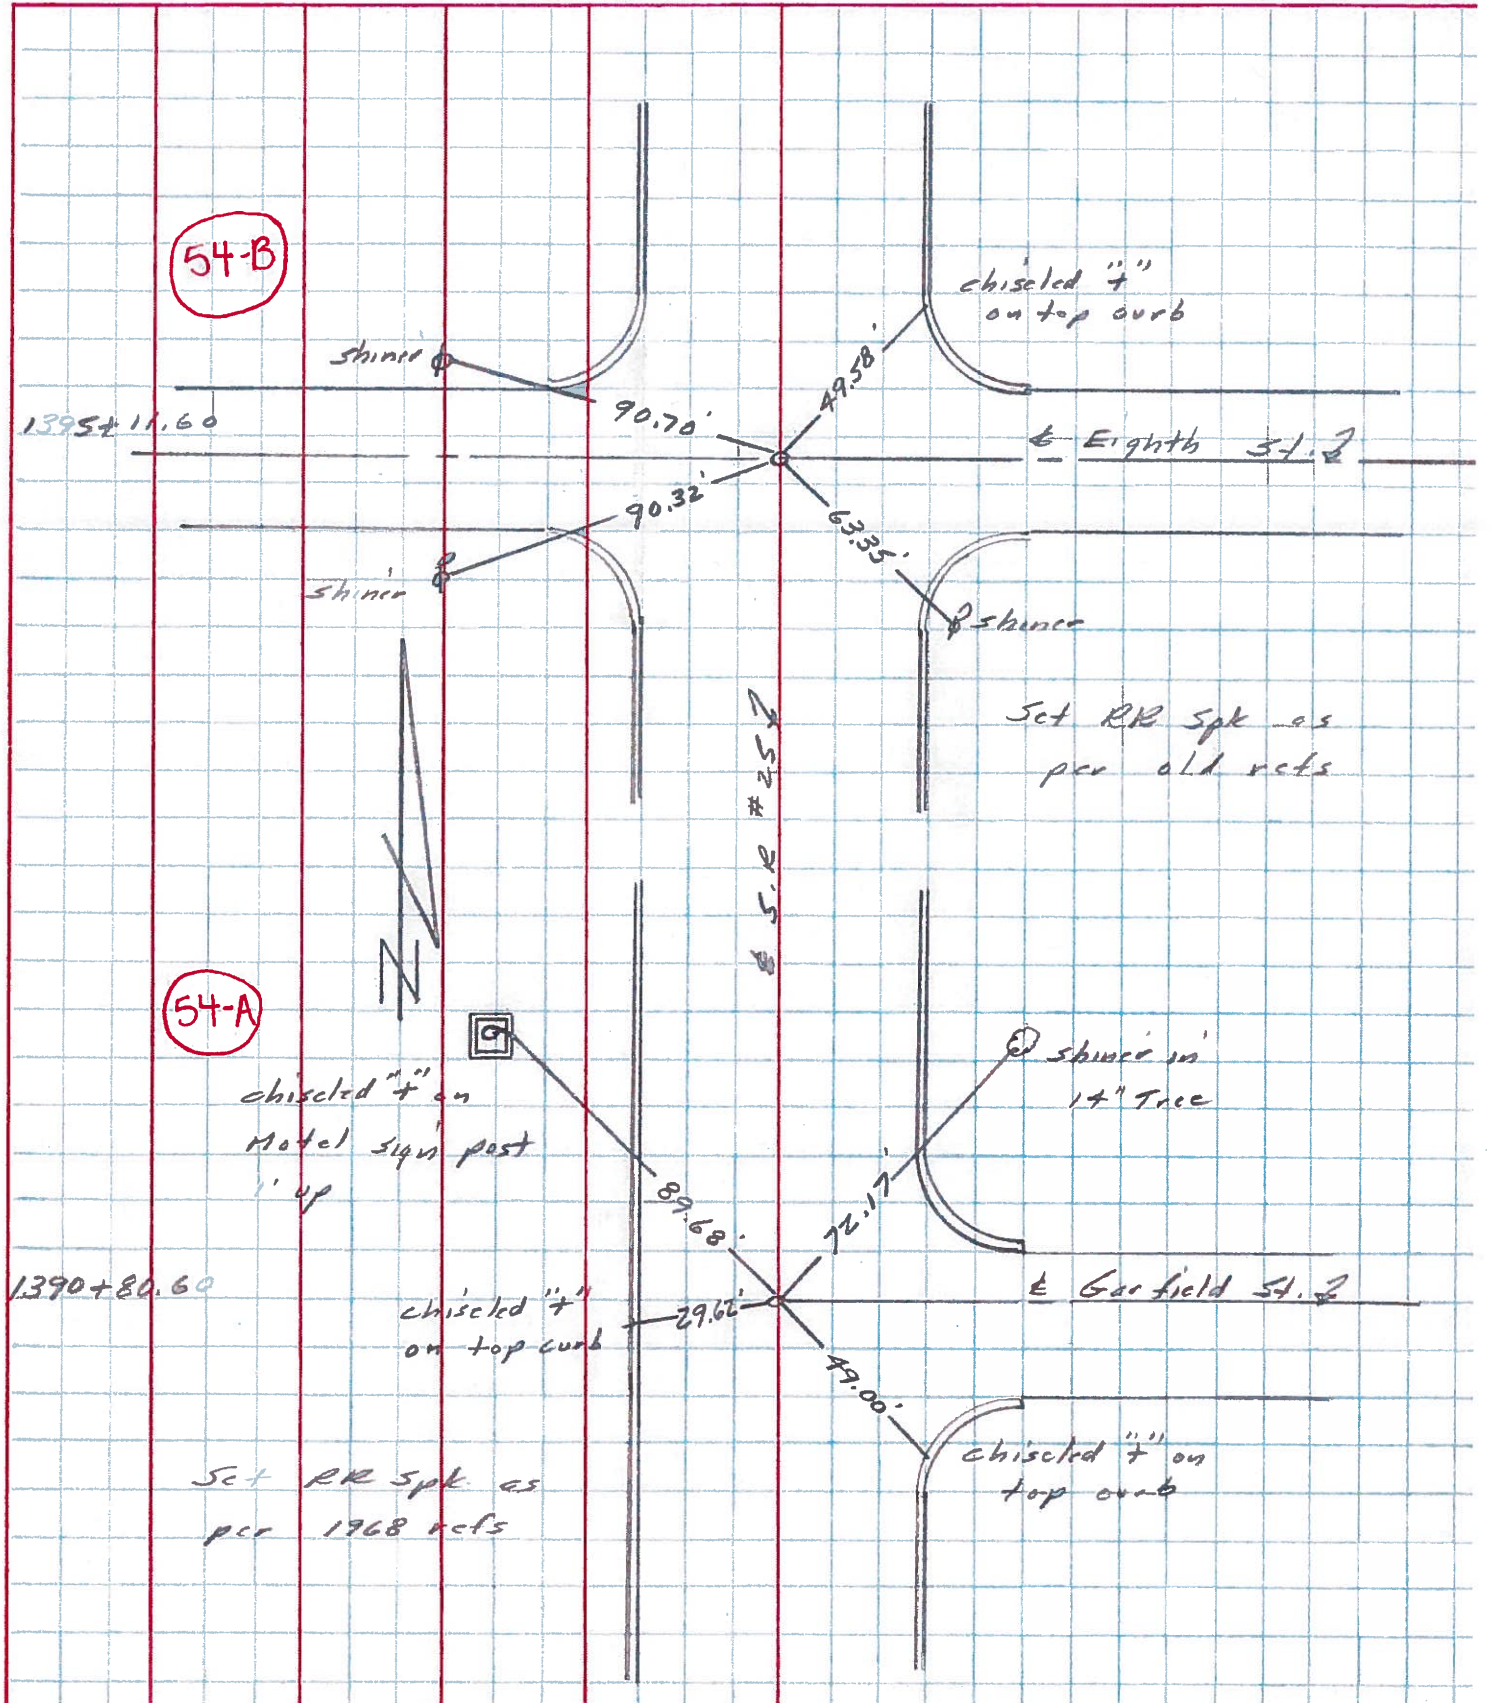 54-B
chiseled "+"
on top curb
shiner
49.58'
1395+11.60
90.70'
℄ Eighth St.
90.32'
63.35'
shiner
shiner
Set RR Spk as
per old refs
℄ S.R #25
N
54-A
shiner in
14" Tree
chiseled "+" on
Motel sign post
1' up
89.68'
72.17'
1390+80.60
℄ Garfield St.
chiseled "+"
on top curb
29.62'
49.00'
chiseled "+" on
top curb
Set RR Spk as
per 1968 refs